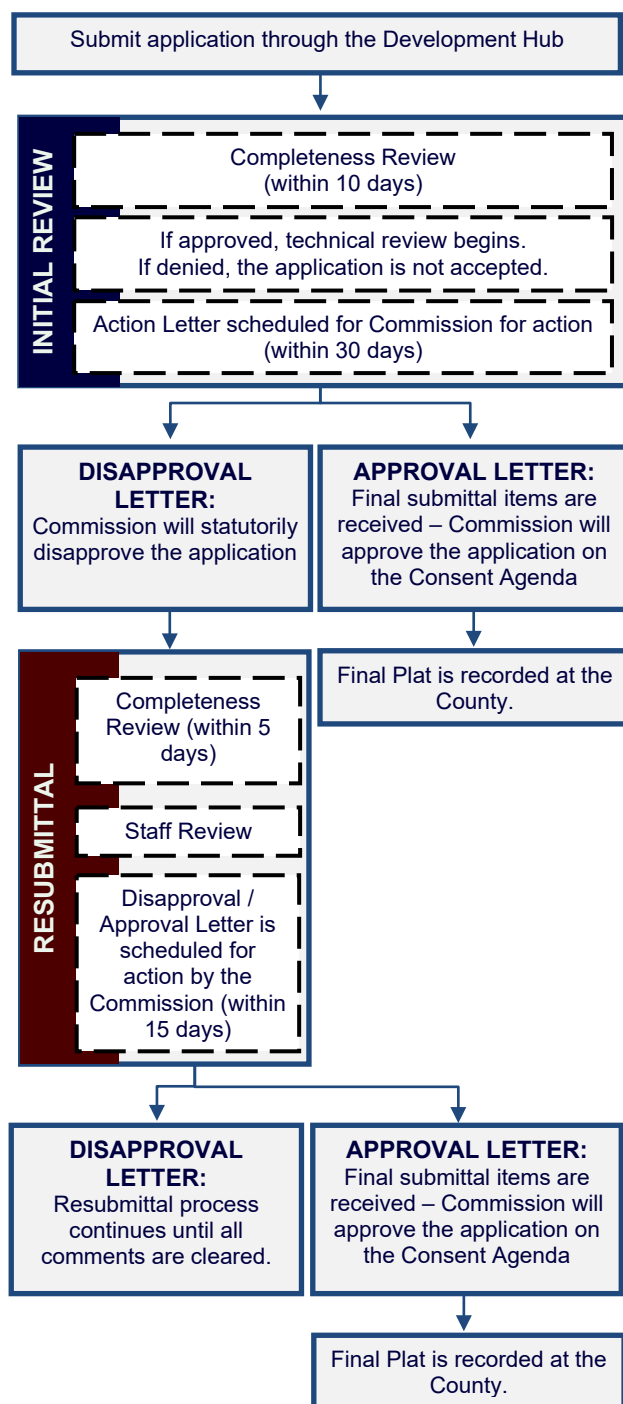 Submit application through the Development Hub
INITIAL REVIEW
Completeness Review
(within 10 days)
If approved, technical review begins.
If denied, the application is not accepted.
Action Letter scheduled for Commission for action
(within 30 days)
DISAPPROVAL
LETTER:
Commission will statutorily
disapprove the application
APPROVAL LETTER:
Final submittal items are
received – Commission will
approve the application on
the Consent Agenda
Final Plat is recorded at the
County.
RESUBMITTAL
Completeness
Review (within 5
days)
Staff Review
Disapproval /
Approval Letter is
scheduled for
action by the
Commission (within
15 days)
DISAPPROVAL
LETTER:
Resubmittal process
continues until all
comments are cleared.
APPROVAL LETTER:
Final submittal items are
received – Commission will
approve the application on
the Consent Agenda
Final Plat is recorded at the
County.